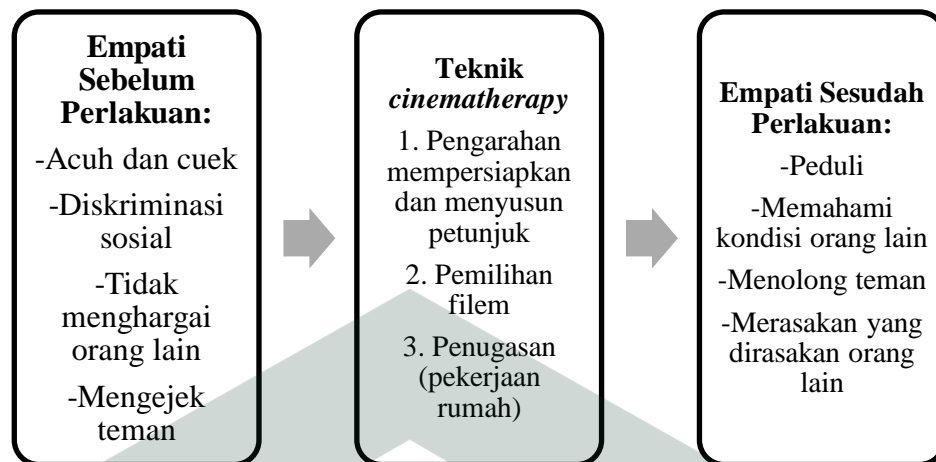 Empati
Sebelum
Perlakuan:
-Acuh dan cuek
-Diskriminasi
sosial
-Tidak
menghargai
orang lain
-Mengejek
teman
Teknik
cinematherapy
1. Pengarahan
mempersiapkan
dan menyusun
petunjuk
2. Pemilihan
filem
3. Penugasan
(pekerjaan
rumah)
Empati Sesudah
Perlakuan:
-Peduli
-Memahami
kondisi orang lain
-Menolong teman
-Merasakan yang
dirasakan orang
lain